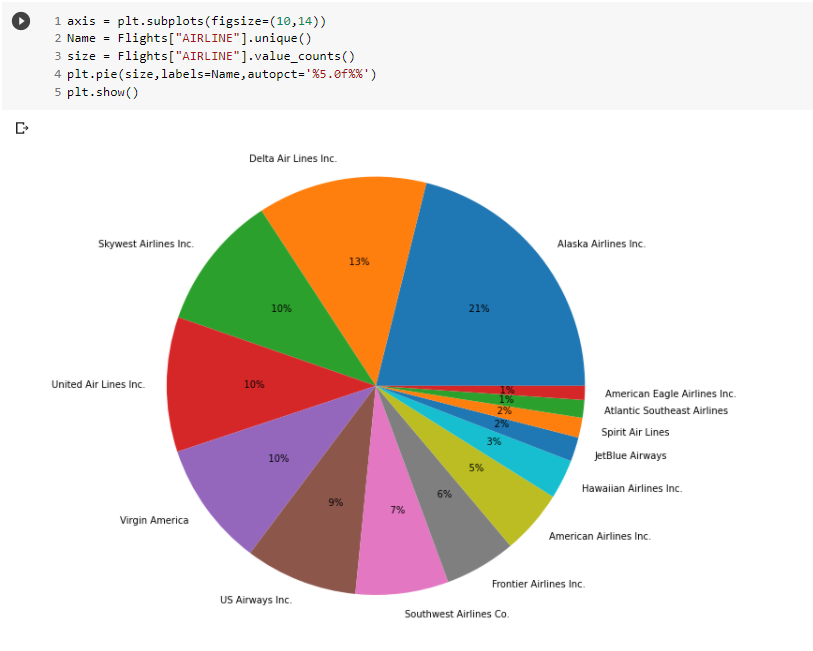 1 axis = plt.subplots(figsize=(10,14))
2 Name = Flights["AIRLINE"].unique()
3 size = Flights["AIRLINE"].value_counts()
4 plt.pie(size,labels=Name,autopct='%5.0f%%')
5 plt.show()
Delta Air Lines Inc.
Skywest Airlines Inc.
Alaska Airlines Inc.
13%
10%
21%
United Air Lines Inc.
10%
1%
American Eagle Airlines Inc.
1%
Atlantic Southeast Airlines
2%
Spirit Air Lines
2%
JetBlue Airways
3%
Hawaiian Airlines Inc.
10%
5%
Virgin America
9%
7%
6%
American Airlines Inc.
Frontier Airlines Inc.
US Airways Inc.
Southwest Airlines Co.